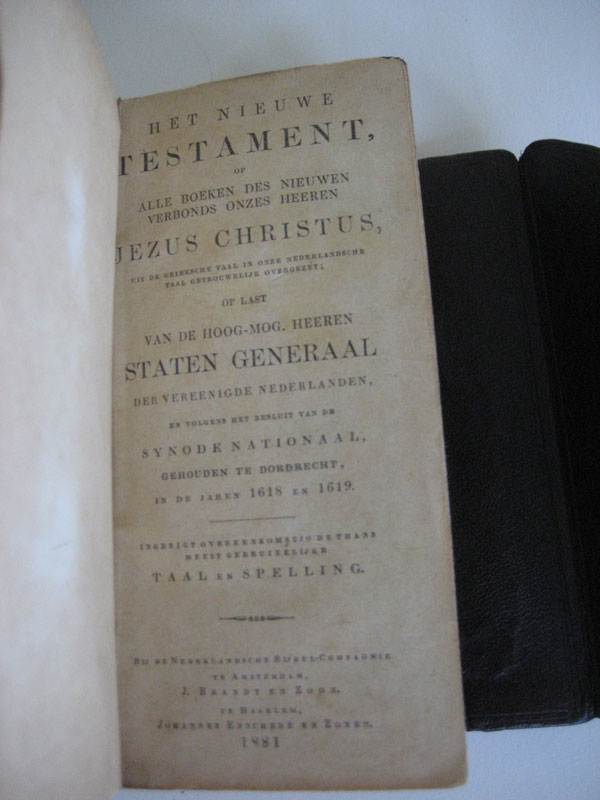 HET NIEUWE
TESTAMENT,
OF
ALLE BOEKEN DES NIEUWEN
VERBONDS ONZES HEEREN
JEZUS CHRISTUS,
UIT DE GRIEKSCHE TAAL IN ONZE NEDERLANDSCHE
TAAL GETROUWELIJK OVERGEZET;
OP LAST
VAN DE HOOG-MOG. HEEREN
STATEN GENERAAL
DER VEREENIGDE NEDERLANDEN,
EN VOLGENS HET BESLUIT VAN DE
SYNODE NATIONAAL,
GEHOUDEN TE DORDRECHT,
IN DE JAREN 1618 EN 1619.
INGERIGT OVEREENKOMSTIG DE THANS
MEEST GEBRUIKELIJKE
TAAL EN SPELLING.
BIJ DE NEDERLANDSCHE BIJBEL-COMPAGNIE
TE AMSTERDAM,
J. BRANDT EN ZOON,
TE HAARLEM,
JOHANNES ENSCHEDÉ EN ZONEN.
1881